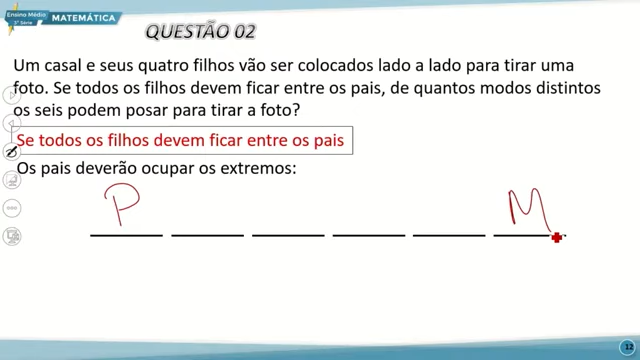 Ensino Médio
3ª Série
MATEMÁTICA
QUESTÃO 02
Um casal e seus quatro filhos vão ser colocados lado a lado para tirar uma
foto. Se todos os filhos devem ficar entre os pais, de quantos modos distintos
os seis podem posar para tirar a foto?
Se todos os filhos devem ficar entre os pais
Os pais deverão ocupar os extremos:
P M
12